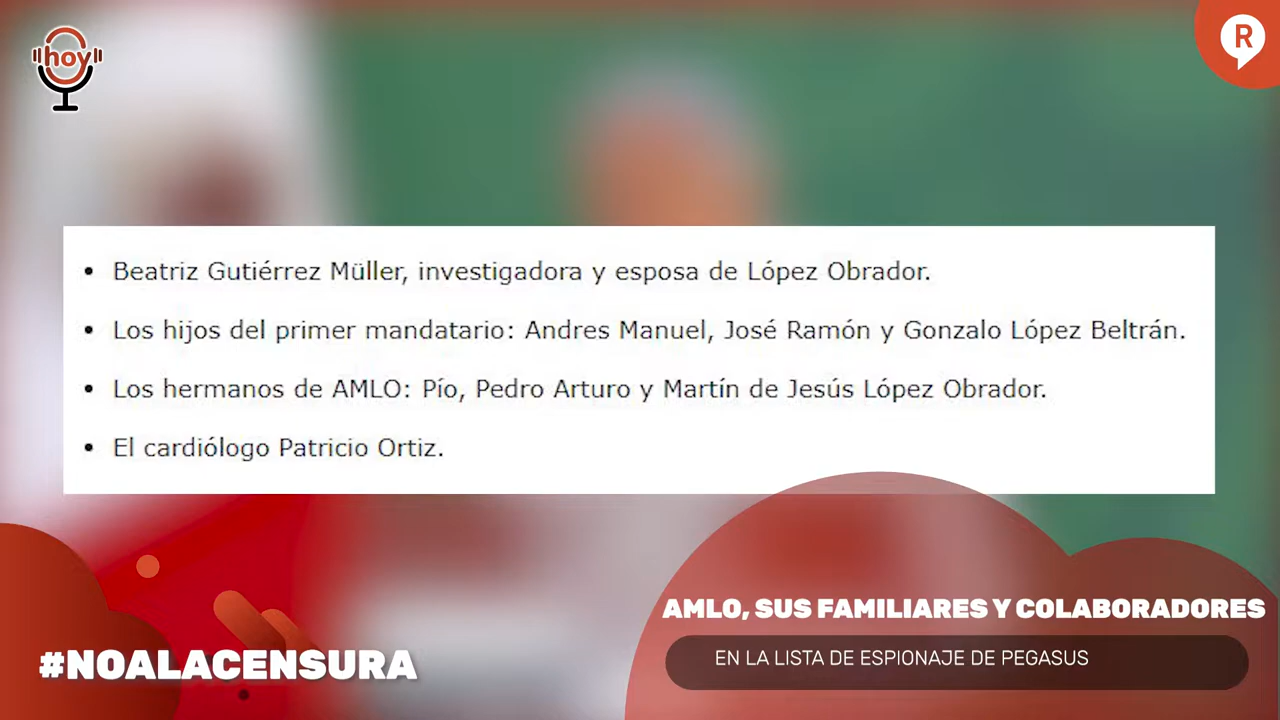 hoy
R
• Beatriz Gutiérrez Müller, investigadora y esposa de López Obrador.
• Los hijos del primer mandatario: Andres Manuel, José Ramón y Gonzalo López Beltrán.
• Los hermanos de AMLO: Pío, Pedro Arturo y Martín de Jesús López Obrador.
• El cardiólogo Patricio Ortiz.
AMLO, SUS FAMILIARES Y COLABORADORES
EN LA LISTA DE ESPIONAJE DE PEGASUS
#NOALACENSURA